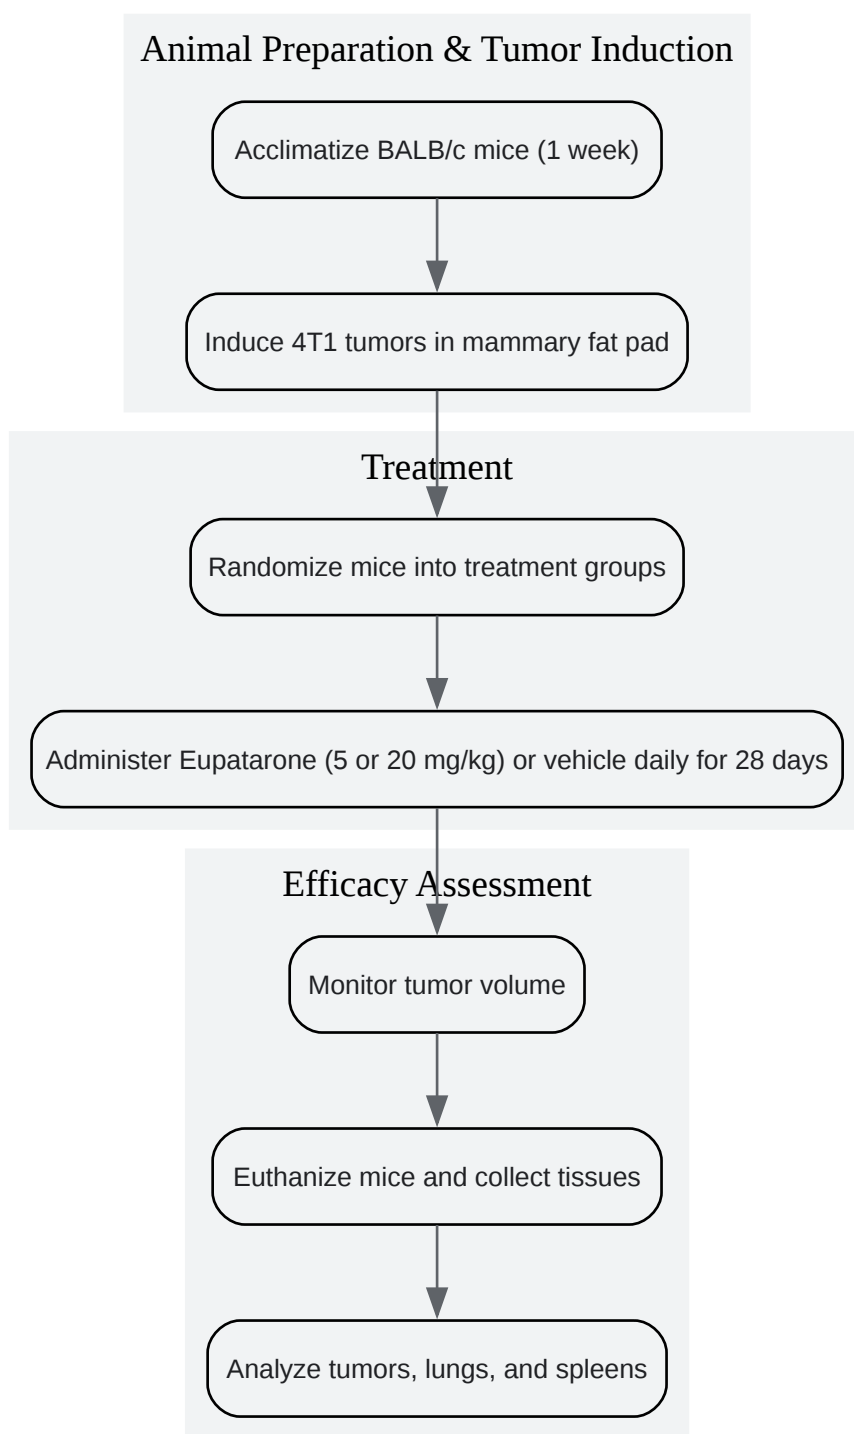 Animal Preparation & Tumor Induction
Acclimatize BALB/c mice (1 week)
Induce 4T1 tumors in mammary fat pad
Treatment
Randomize mice into treatment groups
Administer Eupatarone (5 or 20 mg/kg) or vehicle daily for 28 days
Efficacy Assessment
Monitor tumor volume
Euthanize mice and collect tissues
Analyze tumors, lungs, and spleens